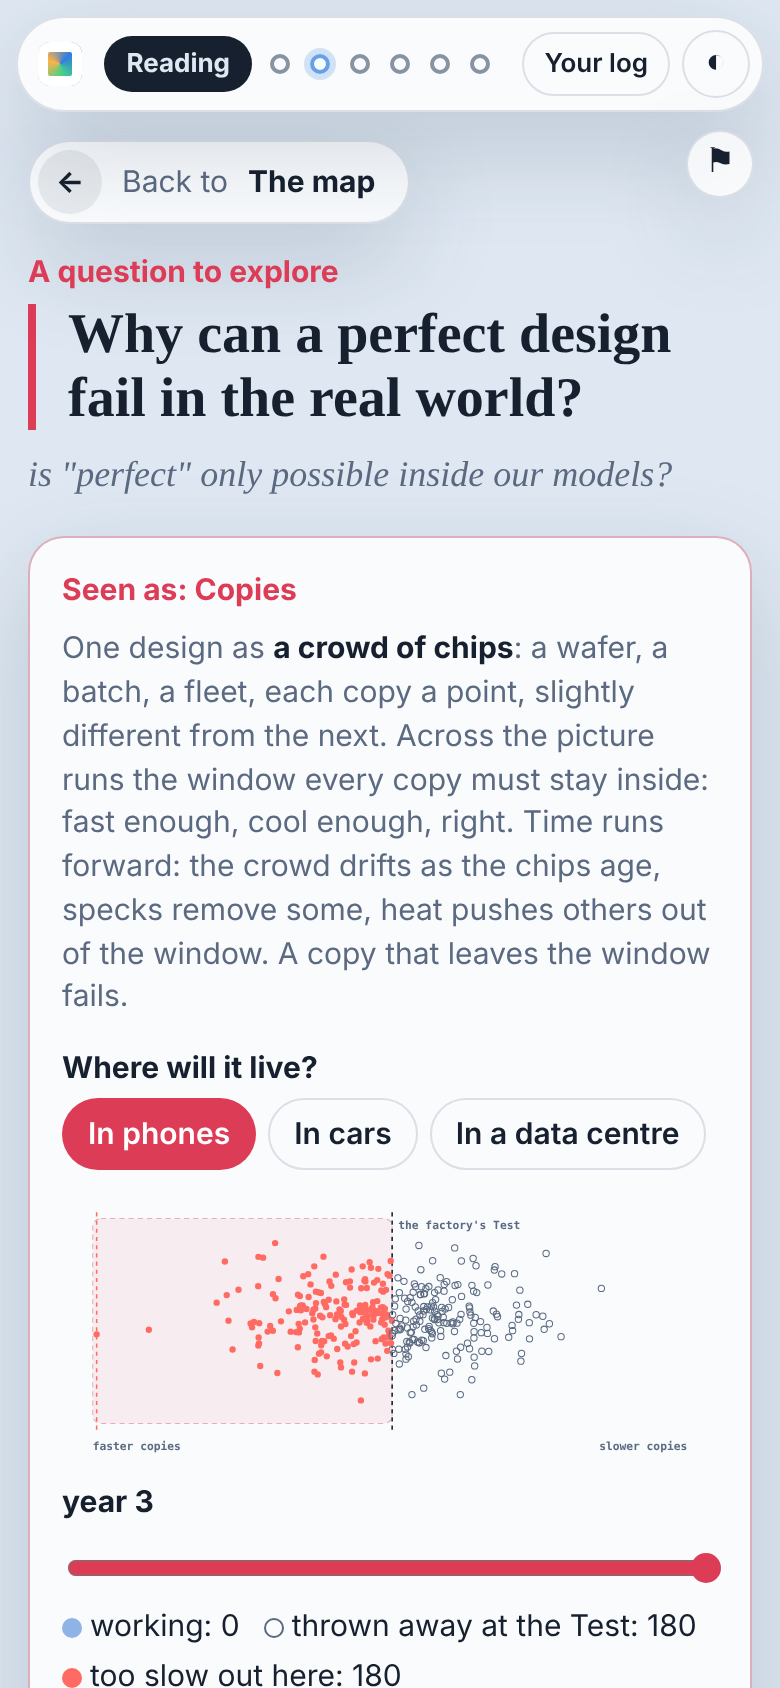 Reading
Your log
Back to The map
A question to explore
Why can a perfect design
fail in the real world?
is "perfect" only possible inside our models?
Seen as: Copies
One design as a crowd of chips: a wafer, a
batch, a fleet, each copy a point, slightly
different from the next. Across the picture
runs the window every copy must stay inside:
fast enough, cool enough, right. Time runs
forward: the crowd drifts as the chips age,
specks remove some, heat pushes others out
of the window. A copy that leaves the window
fails.
Where will it live?
In phones
In cars
In a data centre
the factory's Test
faster copies
slower copies
year 3
working: 0
thrown away at the Test: 180
too slow out here: 180